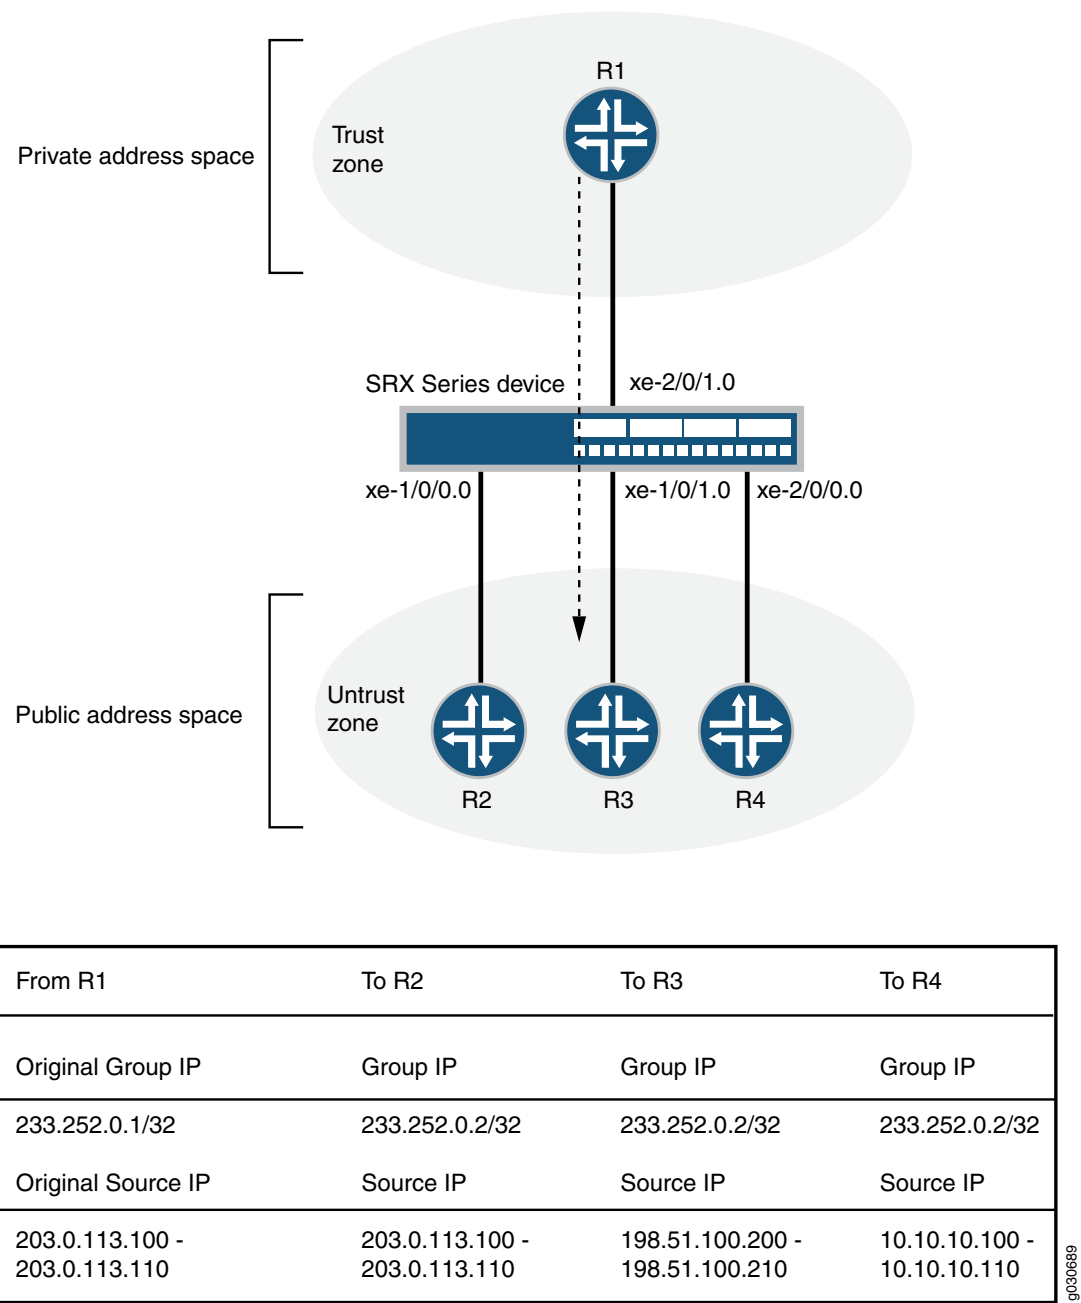 R1
Trust
zone
Private address space
SRX Series device
xe-2/0/1.0
xe-1/0/0.0
xe-1/0/1.0
xe-2/0/0.0
Untrust
zone
Public address space
R2
R3
R4
From R1 To R2 To R3 To R4
Original Group IP Group IP Group IP Group IP
233.252.0.1/32 233.252.0.2/32 233.252.0.2/32 233.252.0.2/32
Original Source IP Source IP Source IP Source IP
203.0.113.100 - 203.0.113.100 - 198.51.100.200 - 10.10.10.100 -
203.0.113.110 203.0.113.110 198.51.100.210 10.10.10.110
g030689